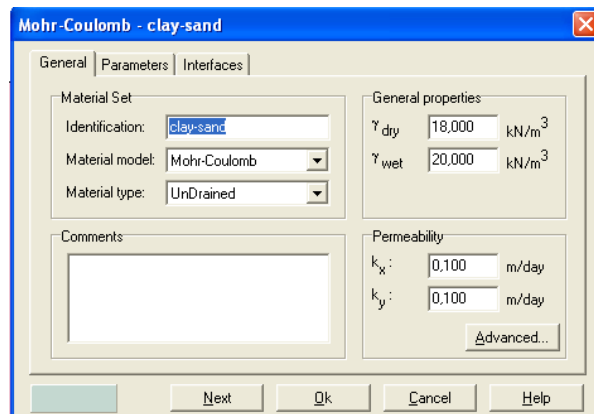 Mohr-Coulomb - clay-sand
General Parameters Interfaces
Material Set
Identification: clay-sand
Material model: Mohr-Coulomb
Material type: UnDrained
General properties
γ dry 18,000 kN/m³
γ wet 20,000 kN/m³
Comments
Permeability
kx : 0,100 m/day
ky : 0,100 m/day
Advanced...
Next Ok Cancel Help